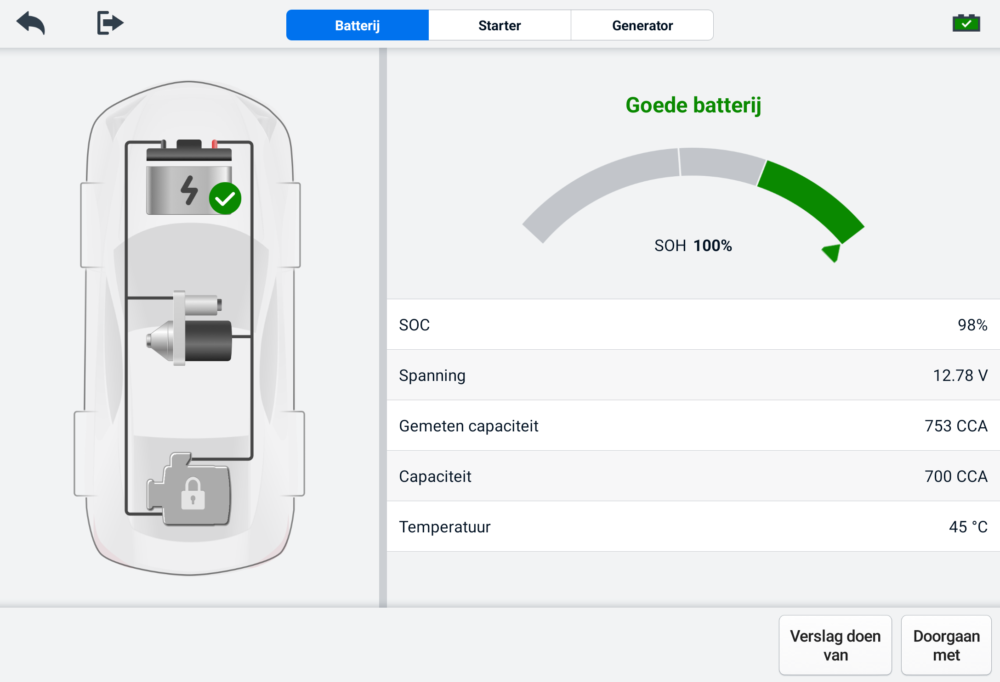 Batterij
Starter
Generator
Goede batterij
SOH 100%
SOC 98%
Spanning 12.78 V
Gemeten capaciteit 753 CCA
Capaciteit 700 CCA
Temperatuur 45 °C
Verslag doen
van
Doorgaan
met